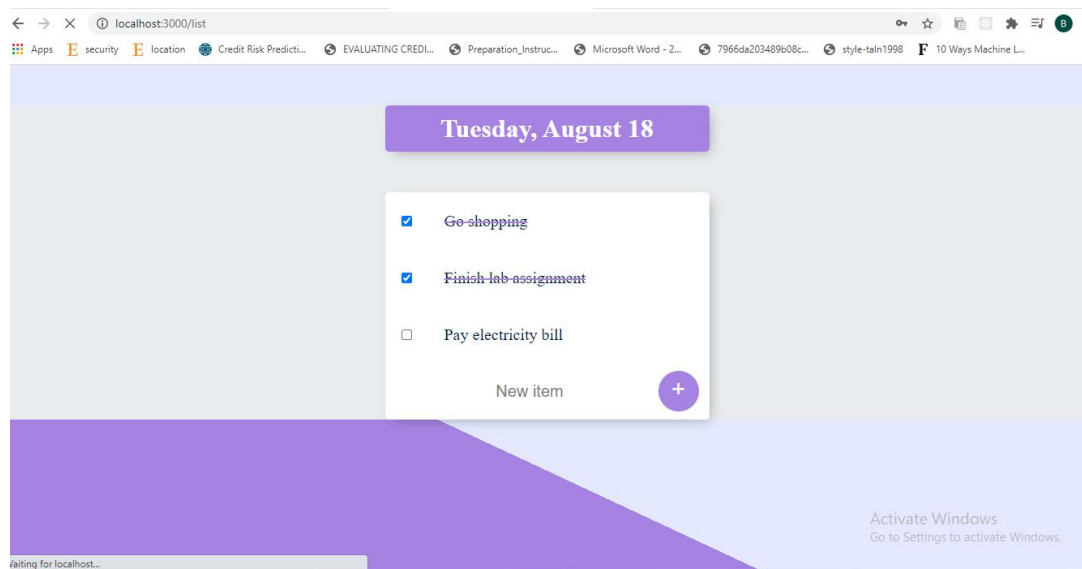 localhost:3000/list
B
Apps E security E location Credit Risk Predicti... EVALUATING CREDI... Preparation_Instruc... Microsoft Word - 2... 7966da203489b08c... style-taln1998 F 10 Ways Machine L...
Tuesday, August 18
Go shopping
Finish lab assignment
Pay electricity bill
New item +
Activate Windows
Go to Settings to activate Windows.
Waiting for localhost...